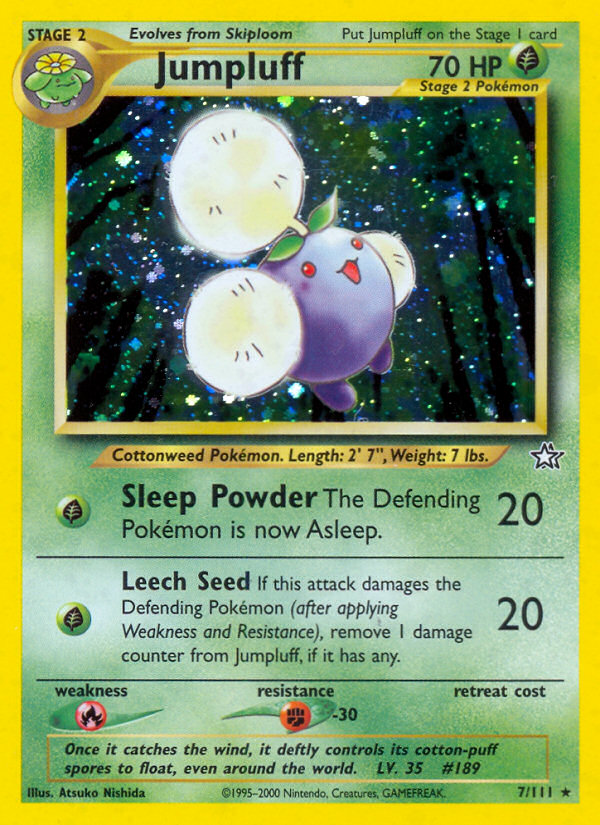 STAGE 2 Evolves from Skiploom Put Jumpluff on the Stage 1 card
Jumpluff 70 HP
Stage 2 Pokémon
Cottonweed Pokémon. Length: 2' 7", Weight: 7 lbs.
Sleep Powder The Defending 20
Pokémon is now Asleep.
Leech Seed If this attack damages the
Defending Pokémon (after applying 20
Weakness and Resistance), remove 1 damage
counter from Jumpluff, if it has any.
weakness resistance retreat cost
-30
Once it catches the wind, it deftly controls its cotton-puff
spores to float, even around the world. LV. 35 #189
Illus. Atsuko Nishida ©1995–2000 Nintendo, Creatures, GAMEFREAK. 7/111 ★